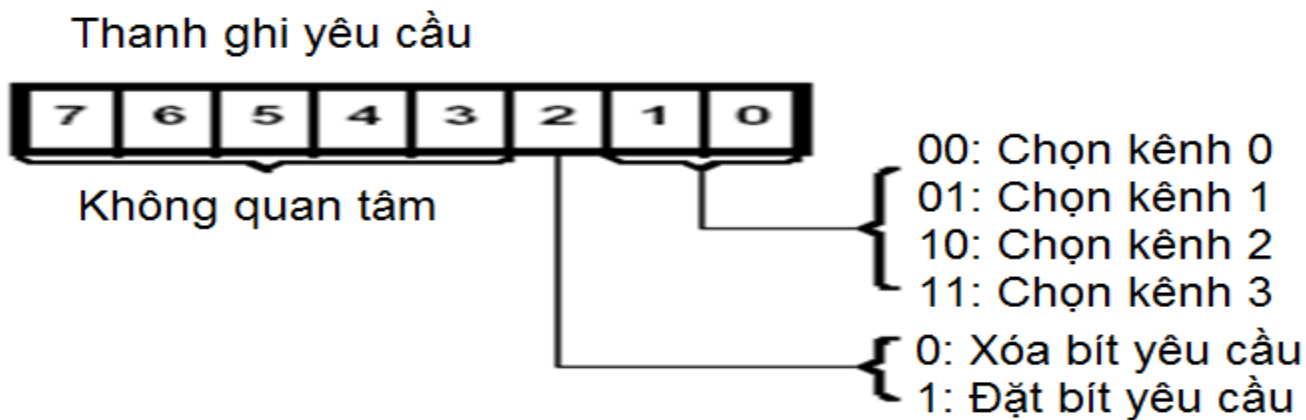 Thanh ghi yêu cầu
7 6 5 4 3 2 1 0
Không quan tâm
00: Chọn kênh 0
01: Chọn kênh 1
10: Chọn kênh 2
11: Chọn kênh 3
0: Xóa bít yêu cầu
1: Đặt bít yêu cầu